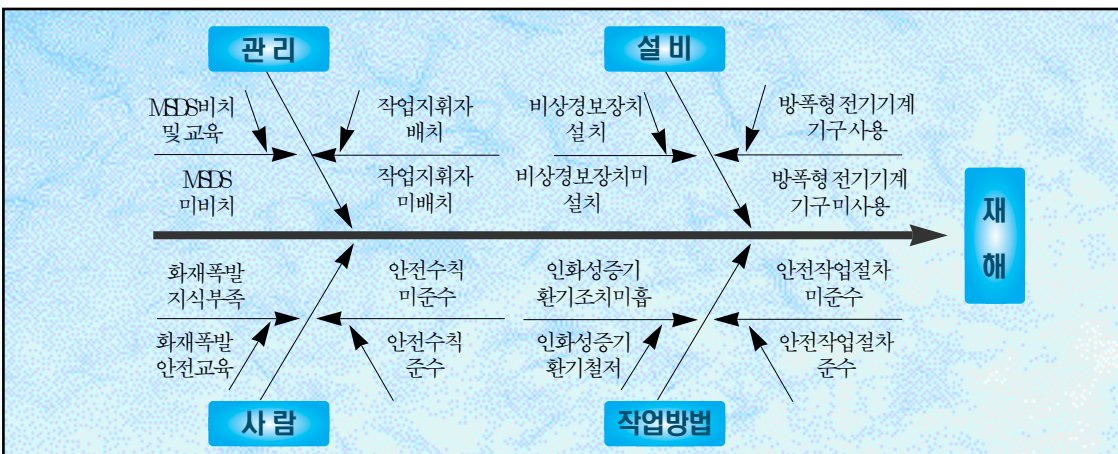 관 리
설 비
MSDS비치
및 교육
작업지휘자
배치
비상경보장치
설치
방폭형 전기기계
기구 사용
MSDS
미비치
작업지휘자
미배치
비상경보장치미
설치
방폭형 전기기계
기구 미사용
재
해
화재폭발
지식부족
안전수칙
미준수
인화성증기
환기조치미흡
안전작업절차
미준수
화재폭발
안전교육
안전수칙
준수
인화성증기
환기철저
안전작업절차
준수
사 람
작업방법